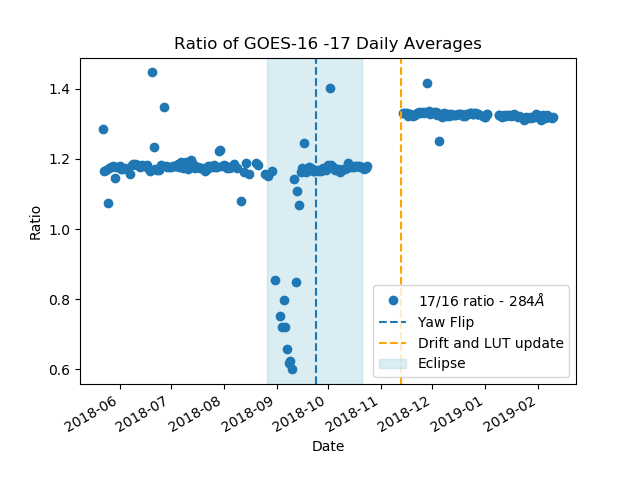 Ratio of GOES-16 -17 Daily Averages
1.4
1.2
1.0
0.8
0.6
Ratio
17/16 ratio - 284Å
Yaw Flip
Drift and LUT update
Eclipse
2018-06
2018-07
2018-08
2018-09
2018-10
2018-11
2018-12
2019-01
2019-02
Date